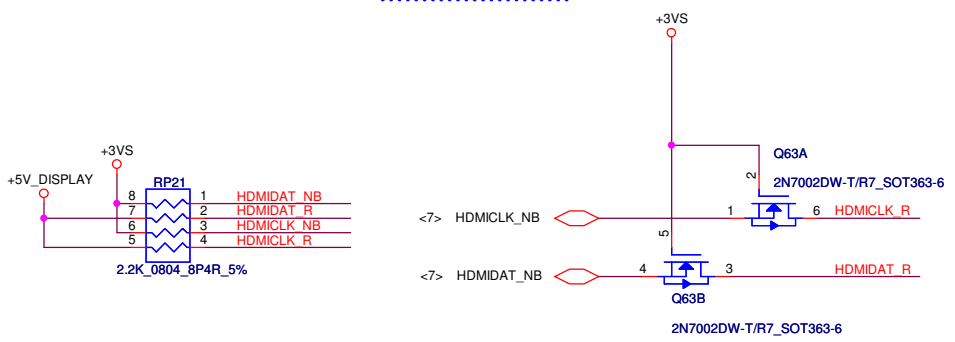 +3VS
+3VS
+5V_DISPLAY
RP21
8 1 HDMIDAT_NB
7 2 HDMIDAT_R
6 3 HDMICLK_NB
5 4 HDMICLK_R
2.2K_0804_8P4R_5%
Q63A
2
2N7002DW-T/R7_SOT363-6
<7> HDMICLK_NB 1 6 HDMICLK_R
5
<7> HDMIDAT_NB 4 3 HDMIDAT_R
Q63B
2N7002DW-T/R7_SOT363-6